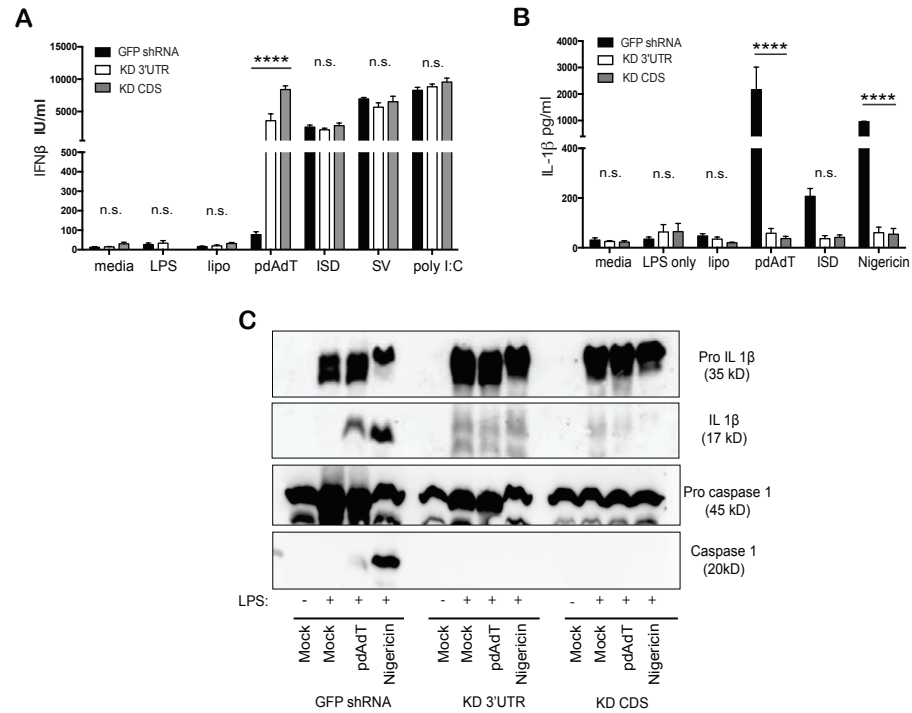 A
15000
10000
5000
500
400
300
200
100
0
IFNβ IU/ml
GFP shRNA
KD 3'UTR
KD CDS
n.s.
n.s.
n.s.
****
n.s.
n.s.
n.s.
media LPS lipo pdAdT ISD SV poly I:C
B
4000
3000
2000
1000
400
200
0
IL-1β pg/ml
GFP shRNA
KD 3'UTR
KD CDS
n.s.
n.s.
n.s.
****
n.s.
****
media LPS only lipo pdAdT ISD Nigericin
C
Pro IL 1β
(35 kD)
IL 1β
(17 kD)
Pro caspase 1
(45 kD)
Caspase 1
(20kD)
LPS: - + + + - + + + - + + +
Mock Mock pdAdT Nigericin Mock Mock pdAdT Nigericin Mock Mock pdAdT Nigericin
GFP shRNA KD 3'UTR KD CDS